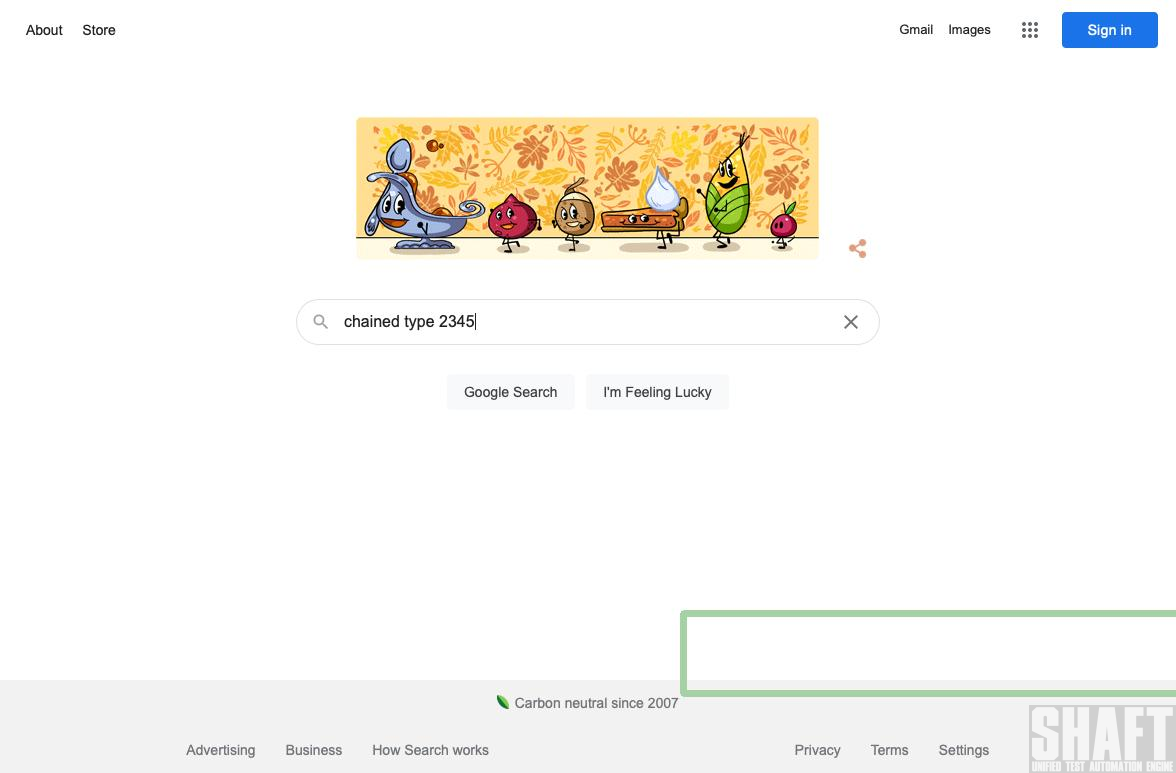 About Store
Gmail Images
Sign in
chained type 2345
Google Search
I'm Feeling Lucky
Carbon neutral since 2007
Advertising Business How Search works
Privacy Terms Settings
SHAFT
UNIFIED TEST AUTOMATION ENGINE